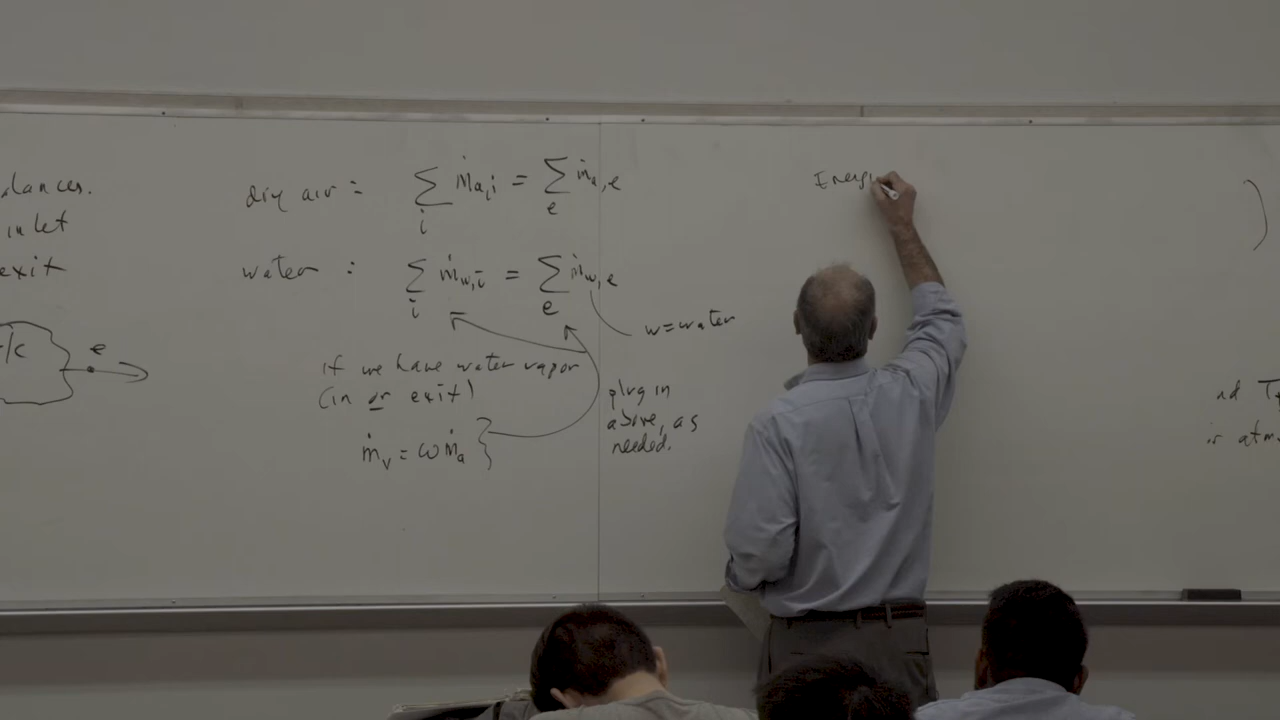 dry air : ∑i ṁa,i = ∑e ṁa,e
water : ∑i ṁw,i = ∑e ṁw,e
w=water
if we have water vapor
(in or exit)
ṁv = ωṁa }
plug in
above, as
needed.
inlet
exit
e
Energy
)